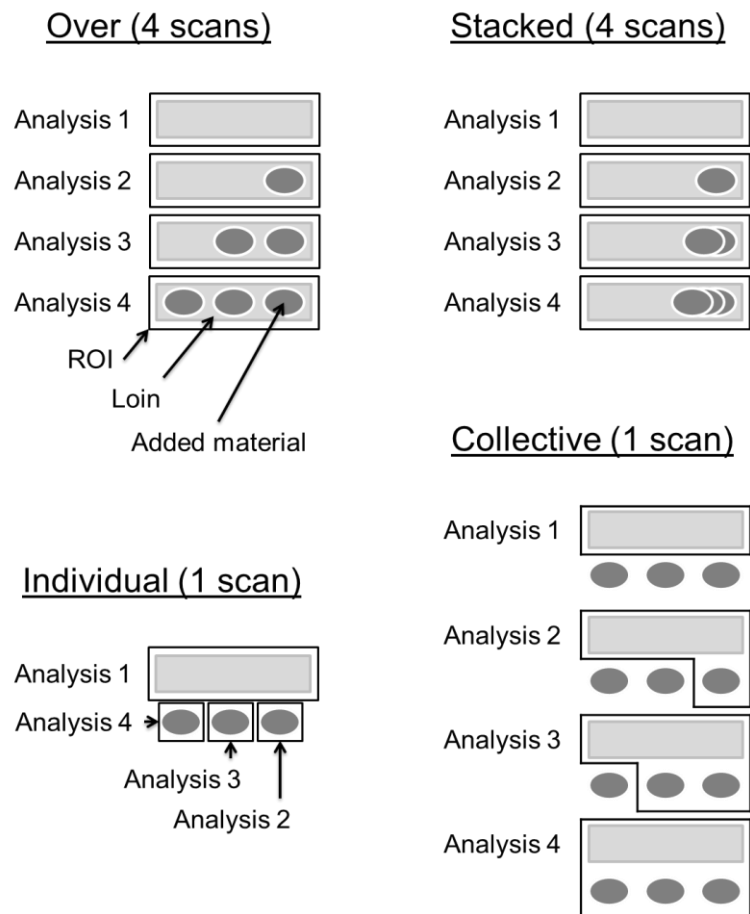 Over (4 scans)
Analysis 1
Analysis 2
Analysis 3
Analysis 4
ROI
Loin
Added material
Stacked (4 scans)
Analysis 1
Analysis 2
Analysis 3
Analysis 4
Individual (1 scan)
Analysis 1
Analysis 4
Analysis 3
Analysis 2
Collective (1 scan)
Analysis 1
Analysis 2
Analysis 3
Analysis 4